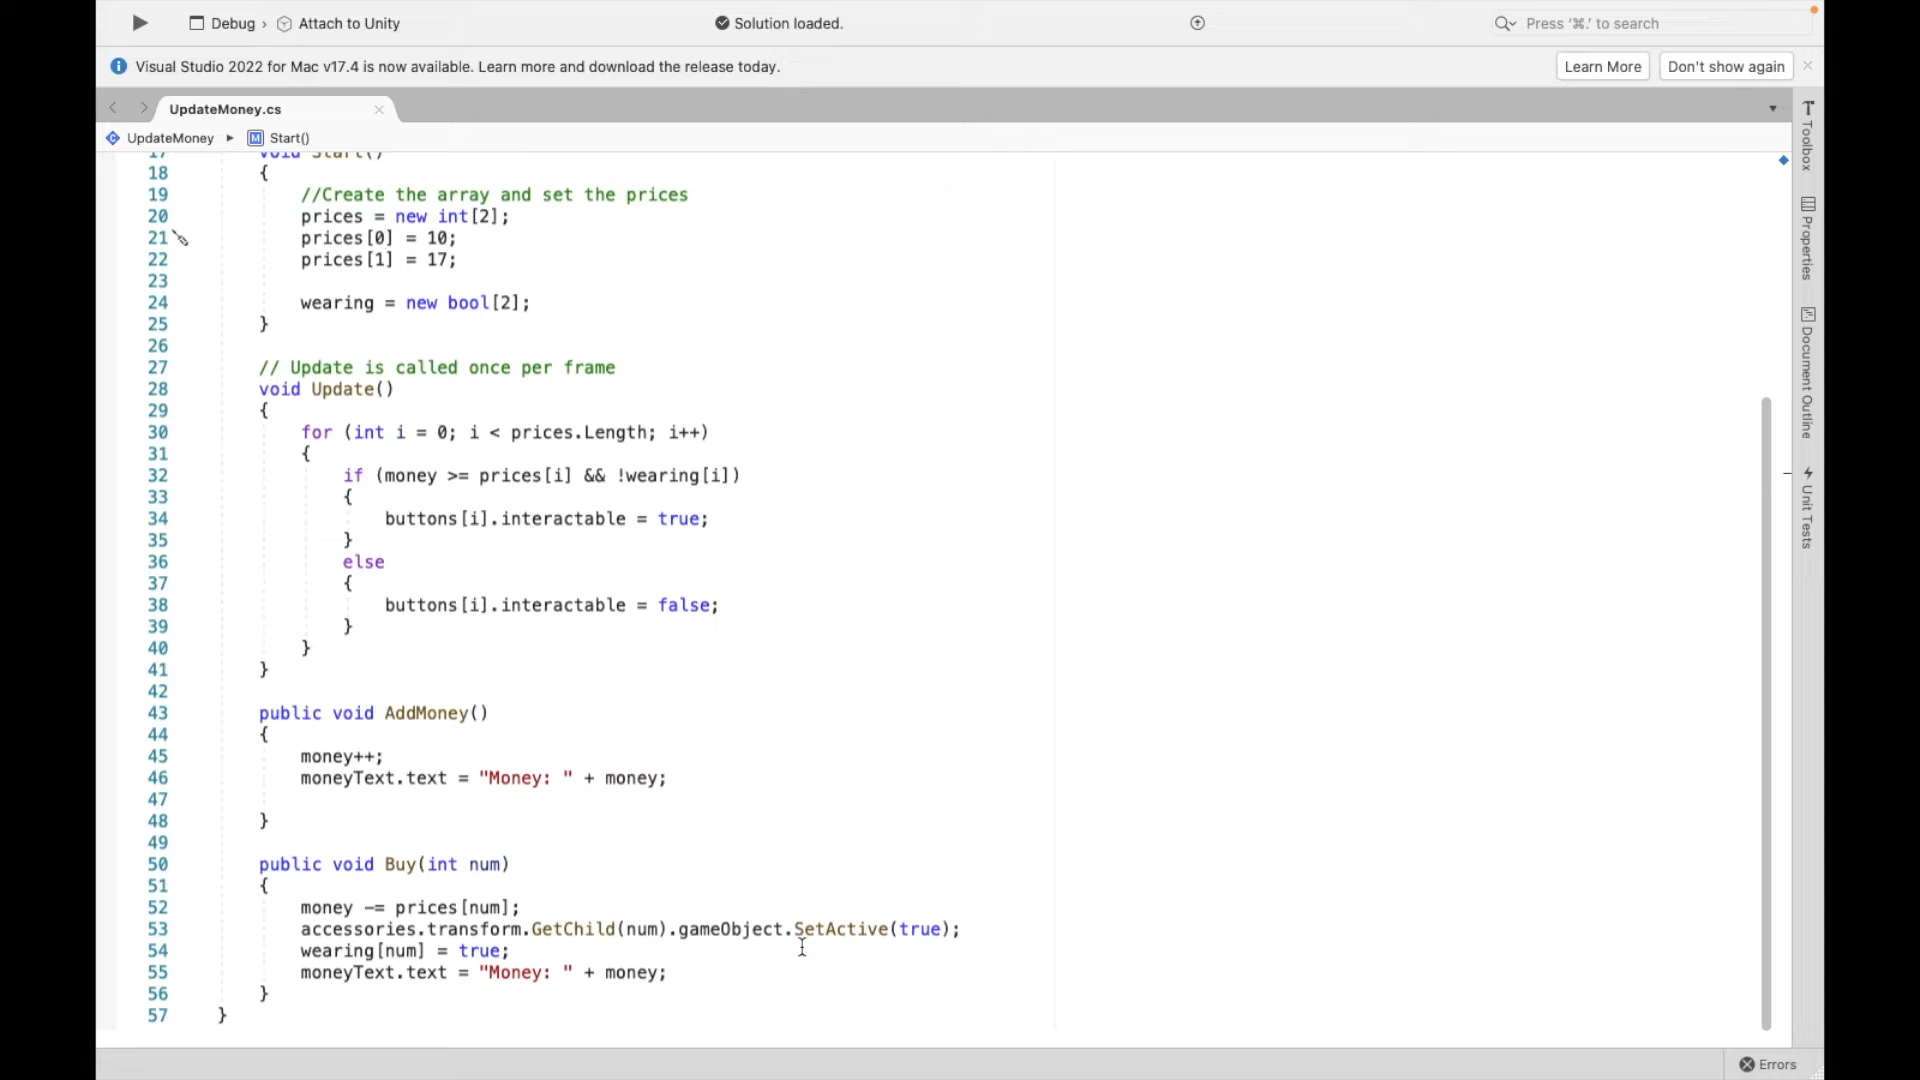 Debug › Attach to Unity
Solution loaded.
Press '⌘.' to search
Visual Studio 2022 for Mac v17.4 is now available. Learn more and download the release today.
Learn More
Don't show again
UpdateMoney.cs
UpdateMoney ▸ M Start()
17 void Start()
18 {
19 //Create the array and set the prices
20 prices = new int[2];
21 prices[0] = 10;
22 prices[1] = 17;
23
24 wearing = new bool[2];
25 }
26
27 // Update is called once per frame
28 void Update()
29 {
30 for (int i = 0; i < prices.Length; i++)
31 {
32 if (money >= prices[i] && !wearing[i])
33 {
34 buttons[i].interactable = true;
35 }
36 else
37 {
38 buttons[i].interactable = false;
39 }
40 }
41 }
42
43 public void AddMoney()
44 {
45 money++;
46 moneyText.text = "Money: " + money;
47
48 }
49
50 public void Buy(int num)
51 {
52 money -= prices[num];
53 accessories.transform.GetChild(num).gameObject.SetActive(true);
54 wearing[num] = true;
55 moneyText.text = "Money: " + money;
56 }
57 }
Toolbox
Properties
Document Outline
Unit Tests
Errors